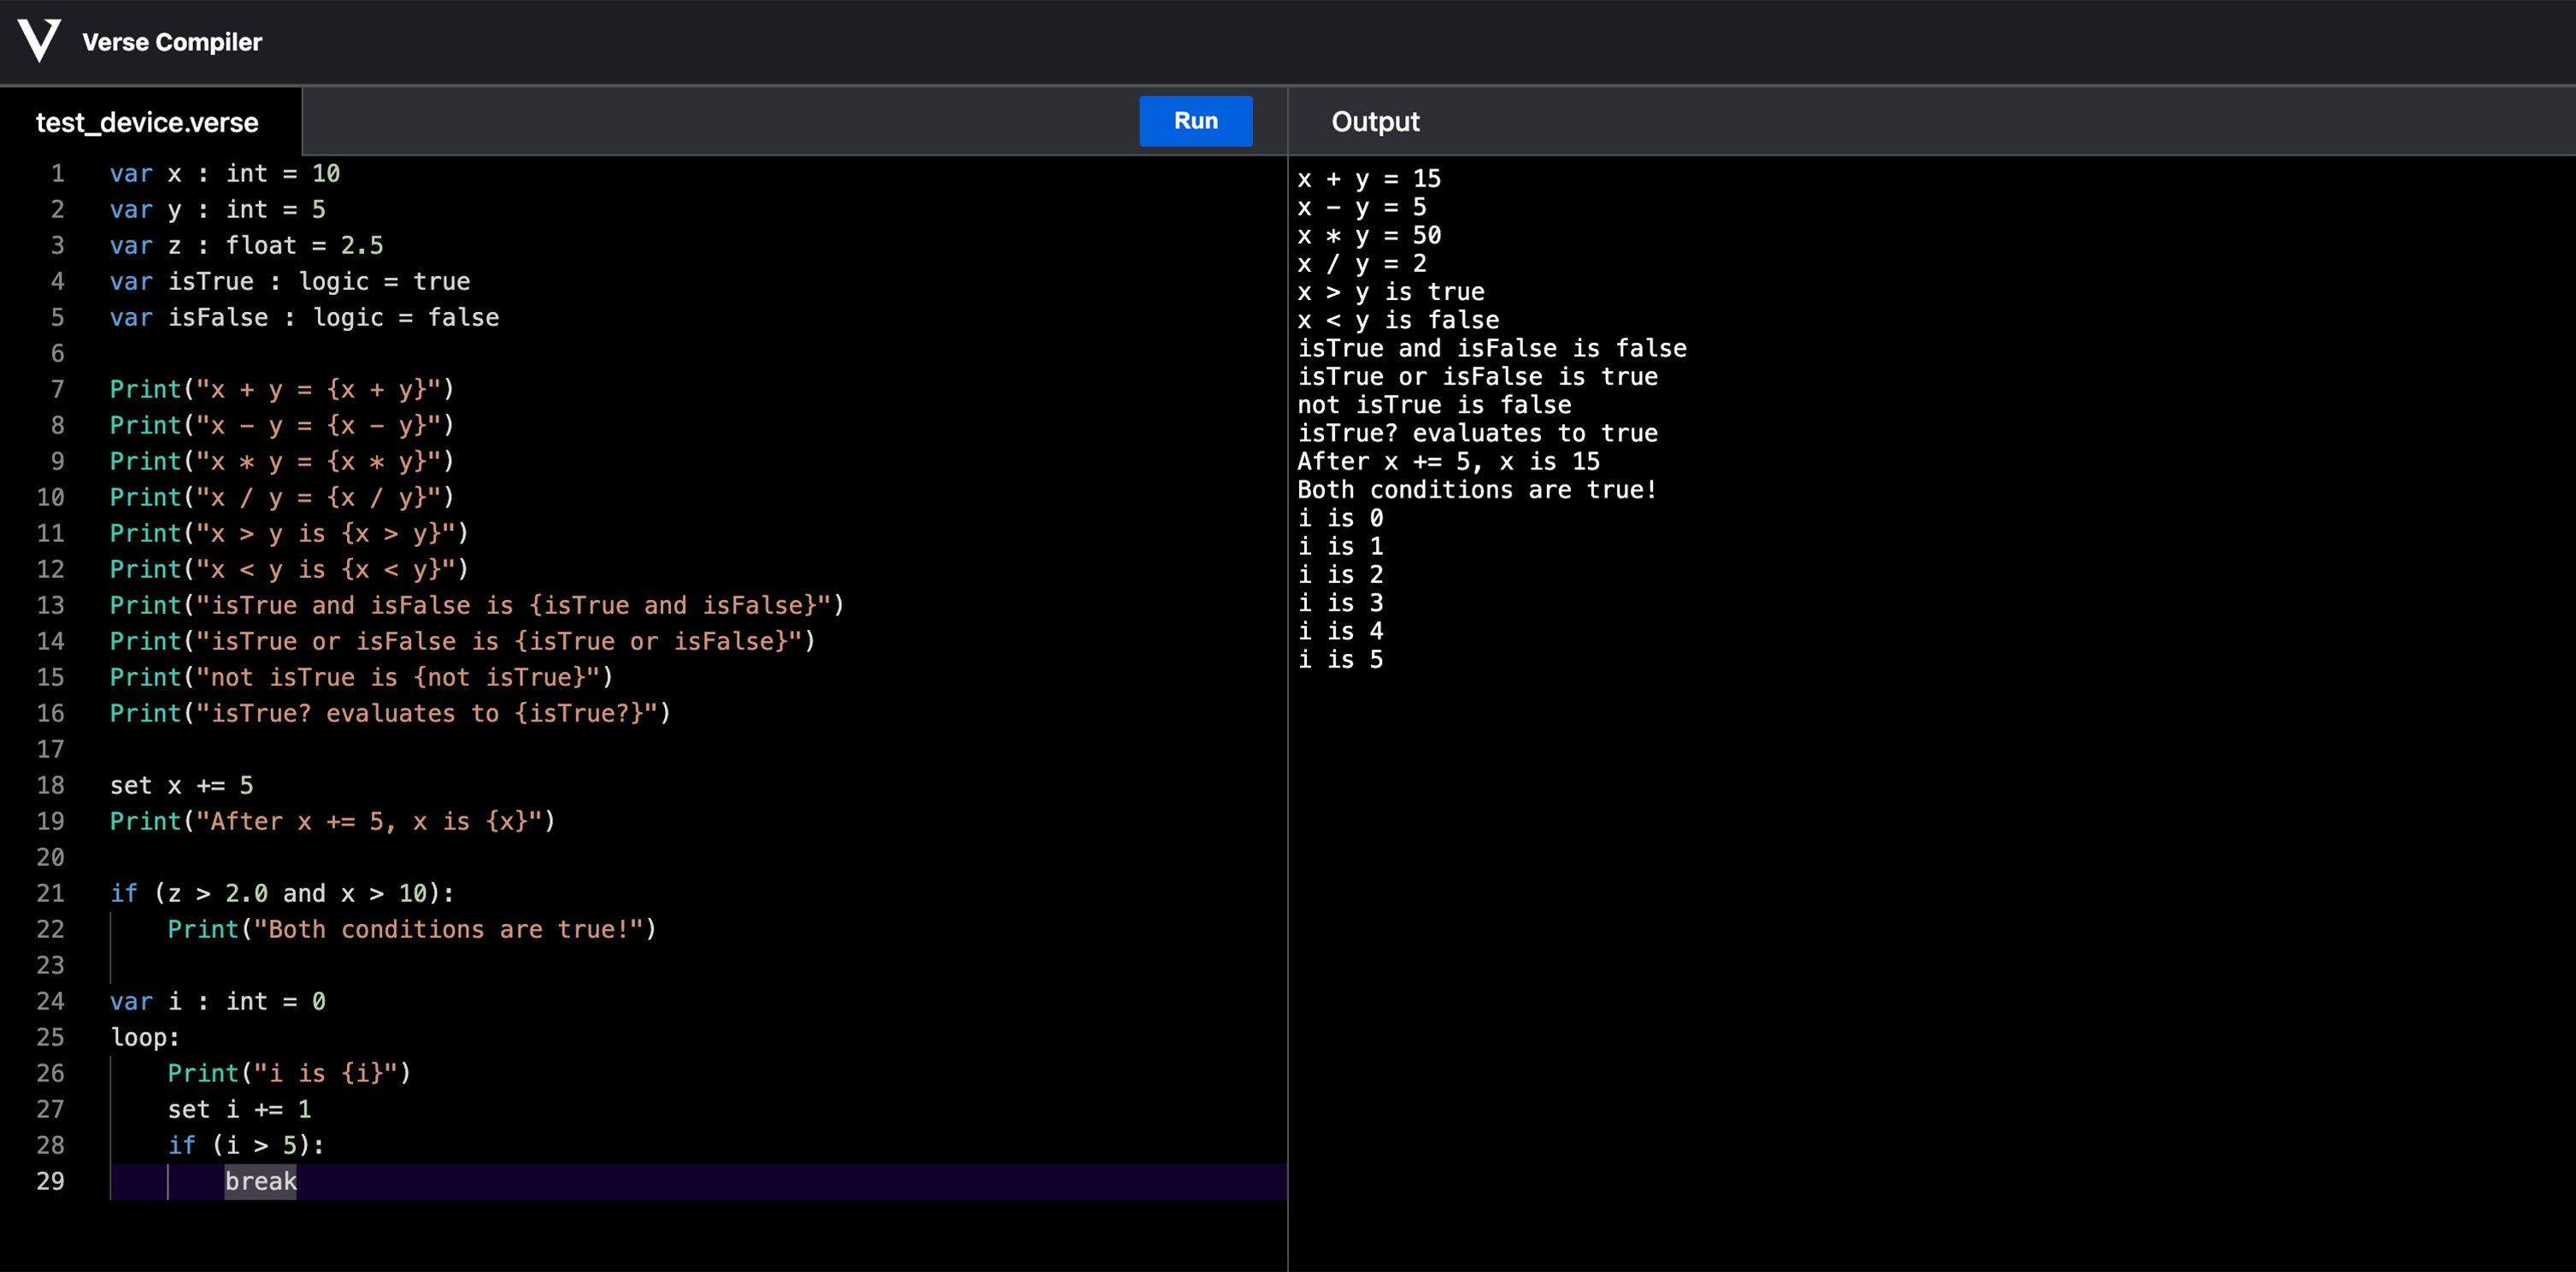 Verse Compiler
test_device.verse
Run
Output
1 var x : int = 10
2 var y : int = 5
3 var z : float = 2.5
4 var isTrue : logic = true
5 var isFalse : logic = false
6
7 Print("x + y = {x + y}")
8 Print("x - y = {x - y}")
9 Print("x * y = {x * y}")
10 Print("x / y = {x / y}")
11 Print("x > y is {x > y}")
12 Print("x < y is {x < y}")
13 Print("isTrue and isFalse is {isTrue and isFalse}")
14 Print("isTrue or isFalse is {isTrue or isFalse}")
15 Print("not isTrue is {not isTrue}")
16 Print("isTrue? evaluates to {isTrue?}")
17
18 set x += 5
19 Print("After x += 5, x is {x}")
20
21 if (z > 2.0 and x > 10):
22     Print("Both conditions are true!")
23
24 var i : int = 0
25 loop:
26     Print("i is {i}")
27     set i += 1
28     if (i > 5):
29         break
x + y = 15
x - y = 5
x * y = 50
x / y = 2
x > y is true
x < y is false
isTrue and isFalse is false
isTrue or isFalse is true
not isTrue is false
isTrue? evaluates to true
After x += 5, x is 15
Both conditions are true!
i is 0
i is 1
i is 2
i is 3
i is 4
i is 5